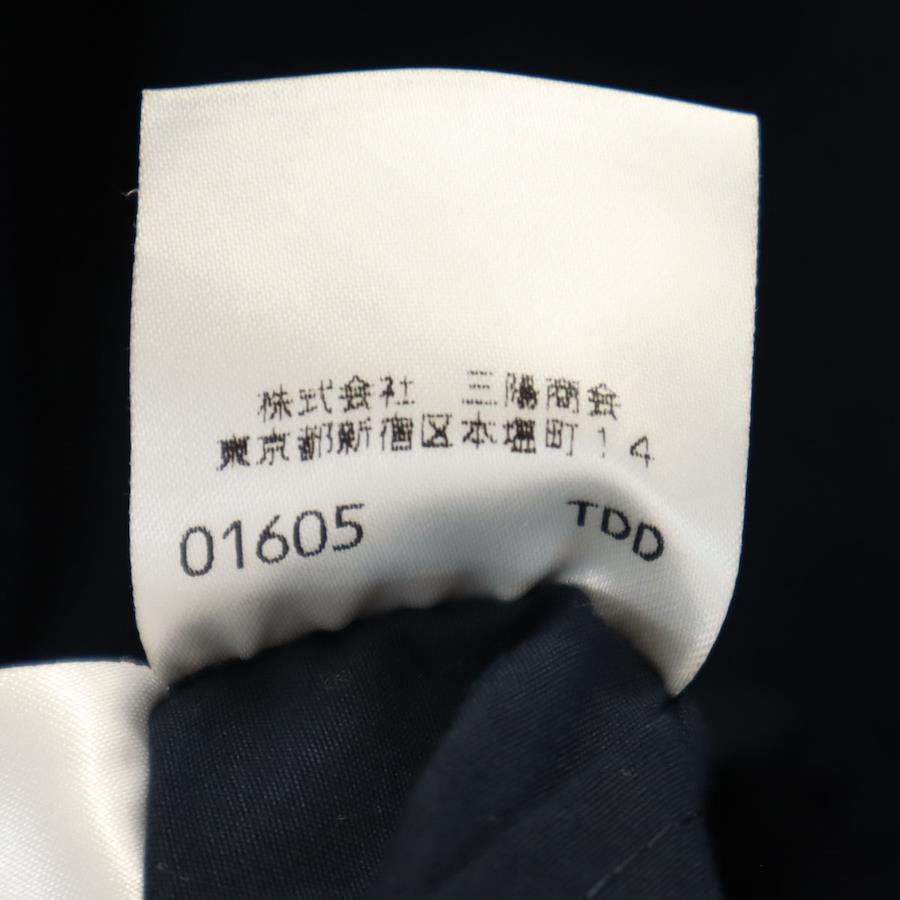 株式会社　三陽商会
東京都新宿区本塩町14
01605　TDD